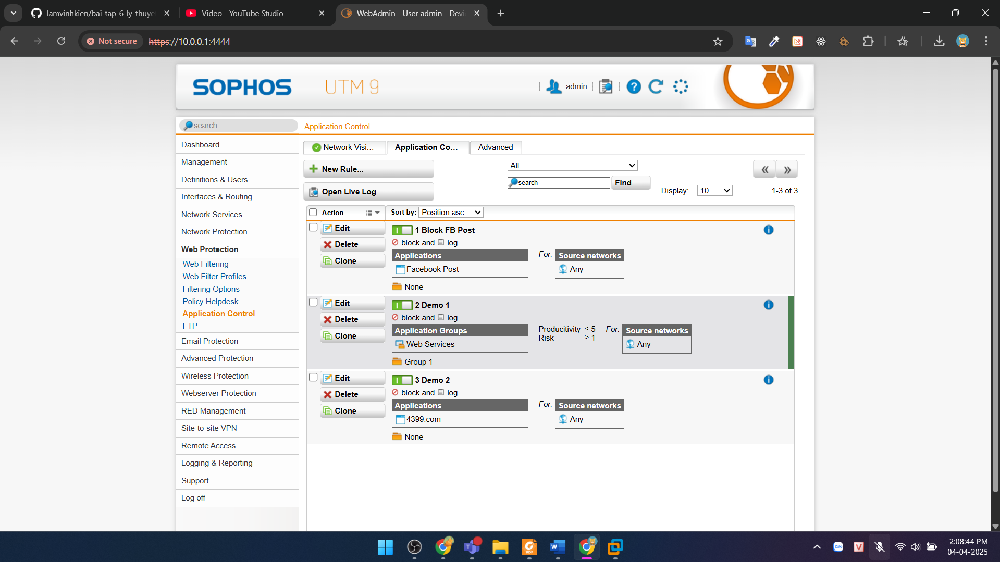 lamvinhkien/bai-tap-6-ly-thuye
Video - YouTube Studio
WebAdmin - User admin - Devi
Not secure
https://10.0.0.1:4444
SOPHOS UTM 9
admin
search
Application Control
Dashboard
Management
Definitions & Users
Interfaces & Routing
Network Services
Network Protection
Web Protection
Web Filtering
Web Filter Profiles
Filtering Options
Policy Helpdesk
Application Control
FTP
Email Protection
Advanced Protection
Wireless Protection
Webserver Protection
RED Management
Site-to-site VPN
Remote Access
Logging & Reporting
Support
Log off
Network Visi...
Application Co...
Advanced
New Rule...
Open Live Log
All
search
Find
Display: 10
1-3 of 3
Action
Sort by: Position asc
Edit
Delete
Clone
1 Block FB Post
block and log
Applications
Facebook Post
For:
Source networks
Any
None
Edit
Delete
Clone
2 Demo 1
block and log
Application Groups
Web Services
Producitivity ≤ 5
Risk ≥ 1
For:
Source networks
Any
Group 1
Edit
Delete
Clone
3 Demo 2
block and log
Applications
4399.com
For:
Source networks
Any
None
Zalo
2:08:44 PM
04-04-2025